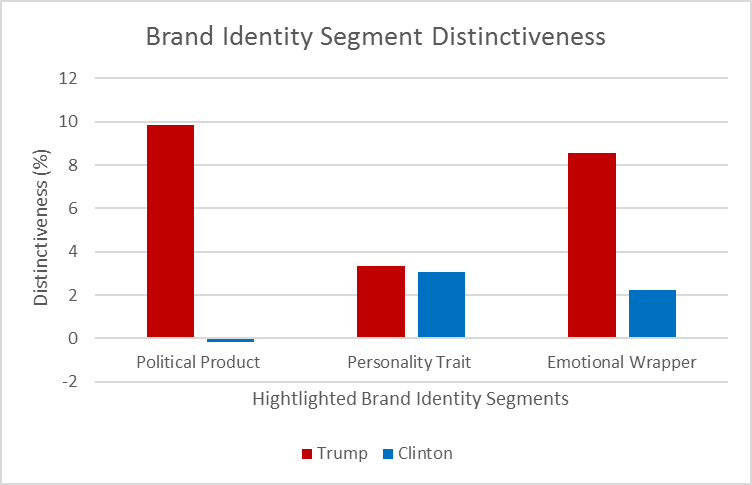 Brand Identity Segment Distinctiveness
12
10
8
6
4
2
0
-2
Distinctiveness (%)
Political Product
Personality Trait
Emotional Wrapper
Hightlighted Brand Identity Segments
Trump
Clinton